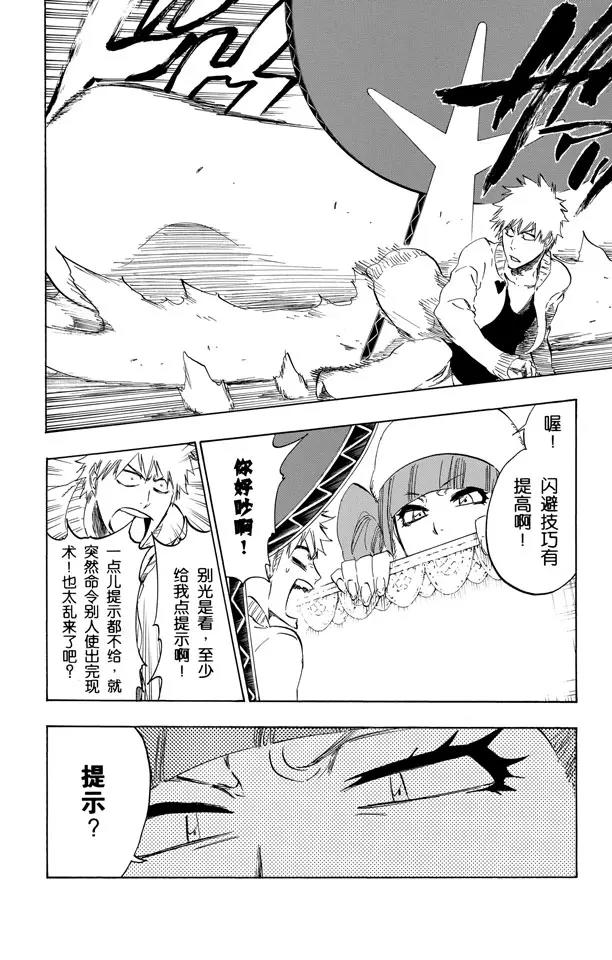 喔！
闪避技巧有
提高啊！
你好吐啊！
别光是看，至少
给我点提示啊！
一点儿提示都不给，就
突然命令别人使出完现
术！也太乱来了吧？
提示？